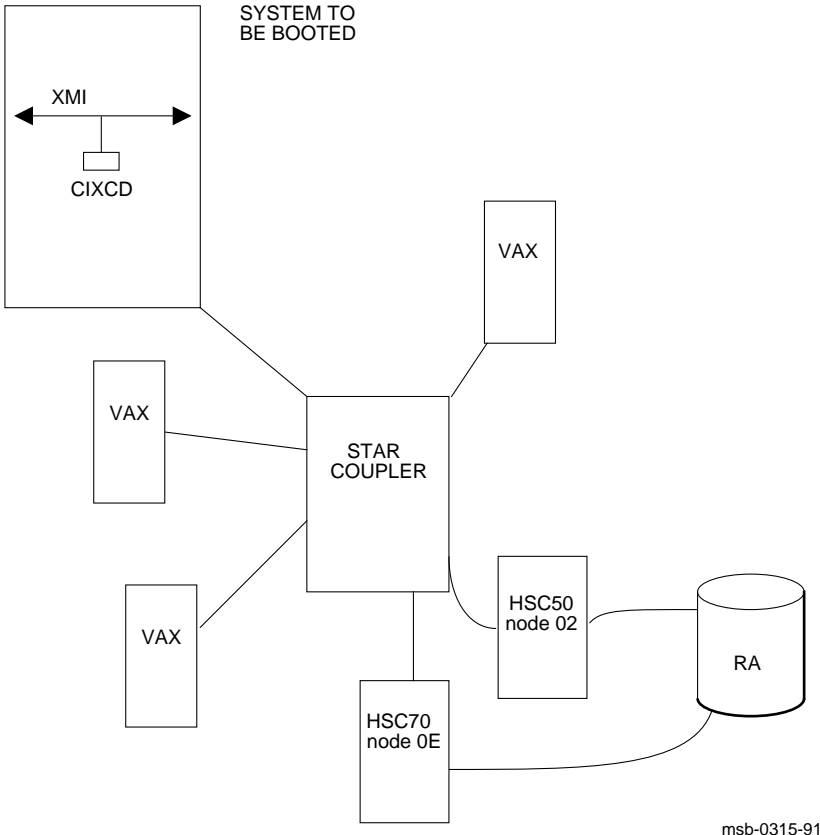 SYSTEM TO
BE BOOTED
XMI
CIXCD
VAX
VAX
STAR
COUPLER
HSC50
node 02
VAX
RA
HSC70
node 0E
msb-0315-91